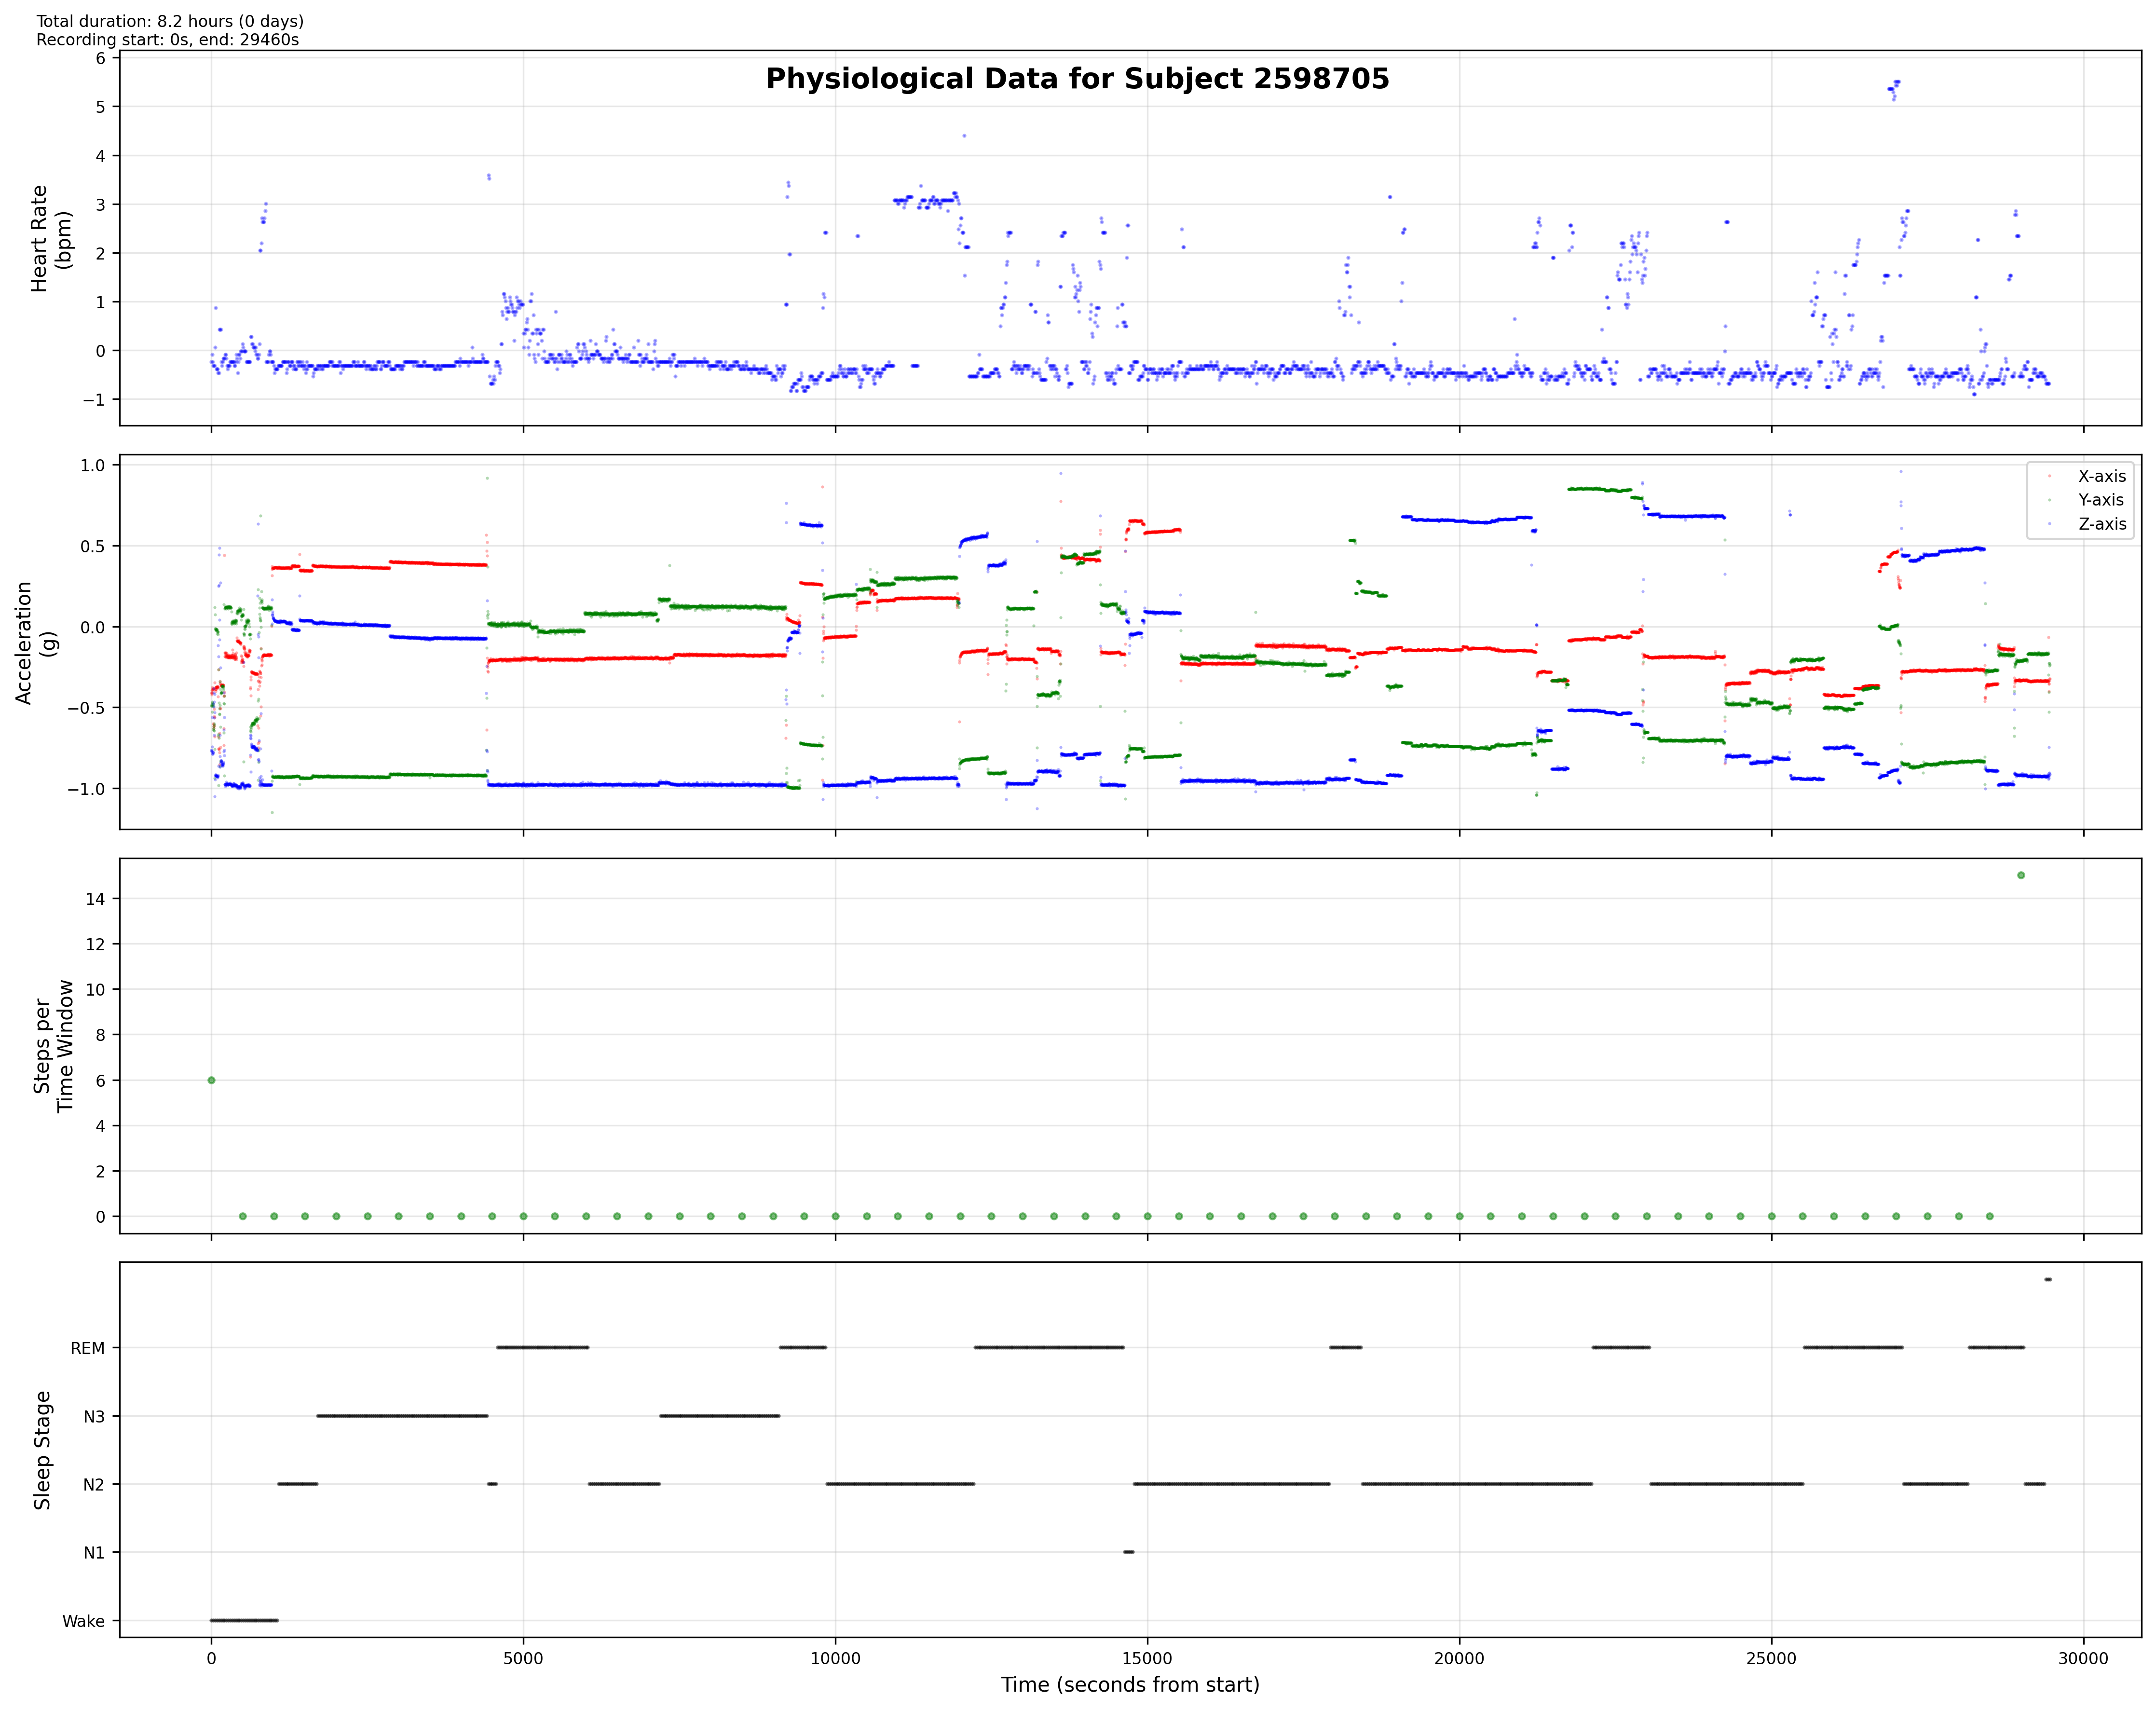 Total duration: 8.2 hours (0 days)
Recording start: 0s, end: 29460s
Physiological Data for Subject 2598705
6
5
4
3
2
1
0
−1
Heart Rate
(bpm)
1.0
0.5
0.0
−0.5
−1.0
Acceleration
(g)
X-axis
Y-axis
Z-axis
14
12
10
8
6
4
2
0
Steps per
Time Window
REM
N3
N2
N1
Wake
Sleep Stage
0 5000 10000 15000 20000 25000 30000
Time (seconds from start)